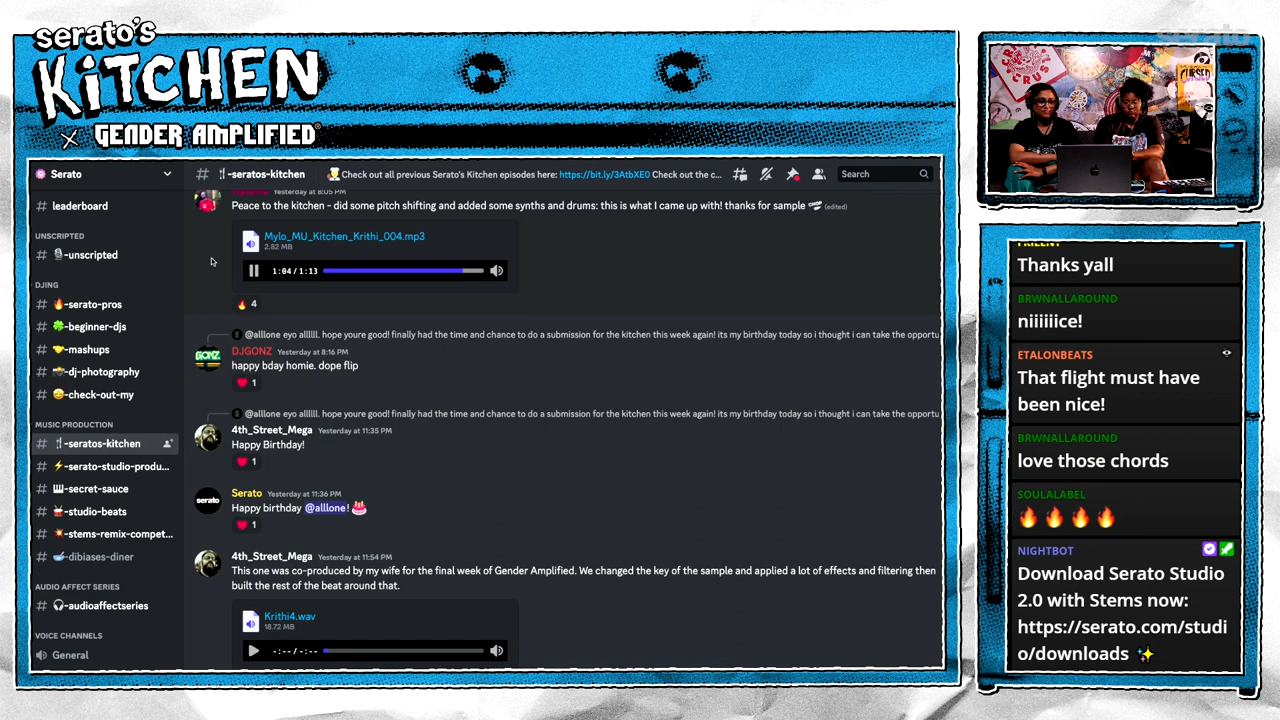 serato's
KiTCHEN
X GENDER AMPLIFIED
Serato
leaderboard
UNSCRIPTED
# -unscripted
DJING
# -serato-pros
# -beginner-djs
# -mashups
# -dj-photography
# -check-out-my
MUSIC PRODUCTION
# -seratos-kitchen
# -serato-studio-produ...
# -secret-sauce
# -studio-beats
# -stems-remix-compet...
# -dibiases-diner
AUDIO AFFECT SERIES
# -audioaffectseries
VOICE CHANNELS
General
# -seratos-kitchen
Check out all previous Serato's Kitchen episodes here: https://bit.ly/3AtbXE0 Check out the c...
Search
Yesterday at 8:05 PM
Peace to the kitchen - did some pitch shifting and added some synths and drums: this is what I came up with! thanks for sample (edited)
Mylo_MU_Kitchen_Krithi_004.mp3
2.82 MB
1:04 / 1:13
🔥 4
@alllone eyo allllll. hope youre good! finally had the time and chance to do a submission for the kitchen this week again! its my birthday today so i thought i can take the opportu
GONZ
DJGONZ Yesterday at 8:16 PM
happy bday homie. dope flip
❤️ 1
@alllone eyo allllll. hope youre good! finally had the time and chance to do a submission for the kitchen this week again! its my birthday today so i thought i can take the opportu
4th_Street_Mega Yesterday at 11:35 PM
Happy Birthday!
❤️ 1
serato
Serato Yesterday at 11:36 PM
Happy birthday @alllone! 🎂
❤️ 1
4th_Street_Mega Yesterday at 11:54 PM
This one was co-produced by my wife for the final week of Gender Amplified. We changed the key of the sample and applied a lot of effects and filtering then
built the rest of the beat around that.
Krithi4.wav
18.72 MB
-:-- / -:--
serato
CURSED
Thanks yall
BRWNALLAROUND
niiiiiice!
ETALONBEATS
That flight must have
been nice!
BRWNALLAROUND
love those chords
SOULALABEL
🔥 🔥 🔥 🔥
NIGHTBOT
Download Serato Studio
2.0 with Stems now:
https://serato.com/studi
o/downloads ✨